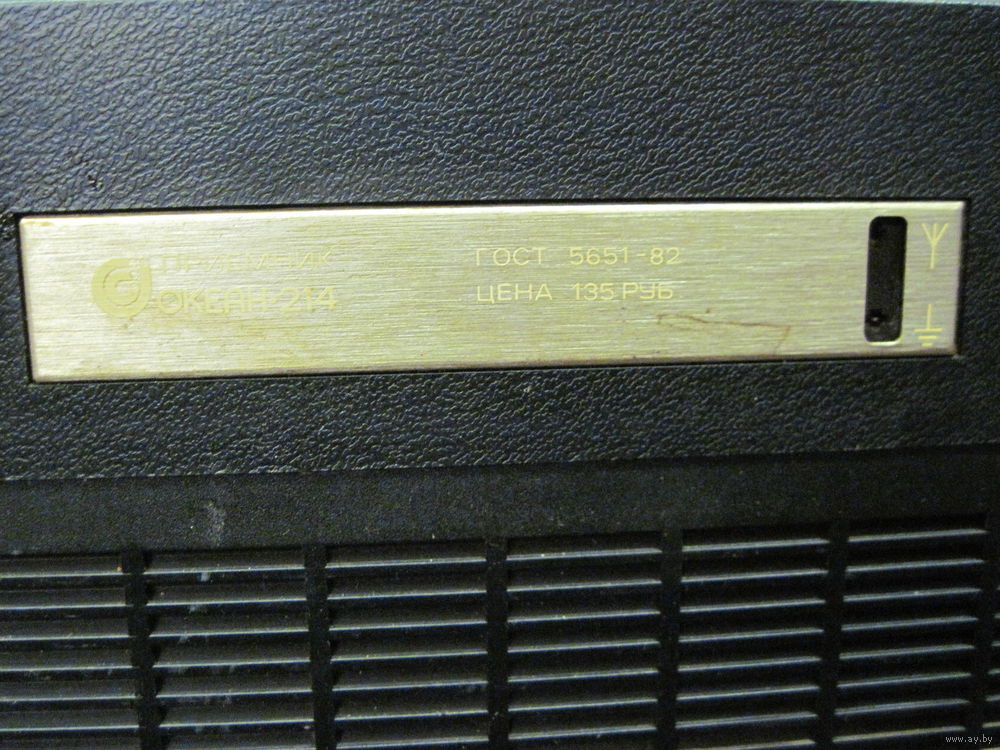 ПРИЕМНИК
ОКЕАН-214
ГОСТ 5651-82
ЦЕНА 135 РУБ
www.ay.by